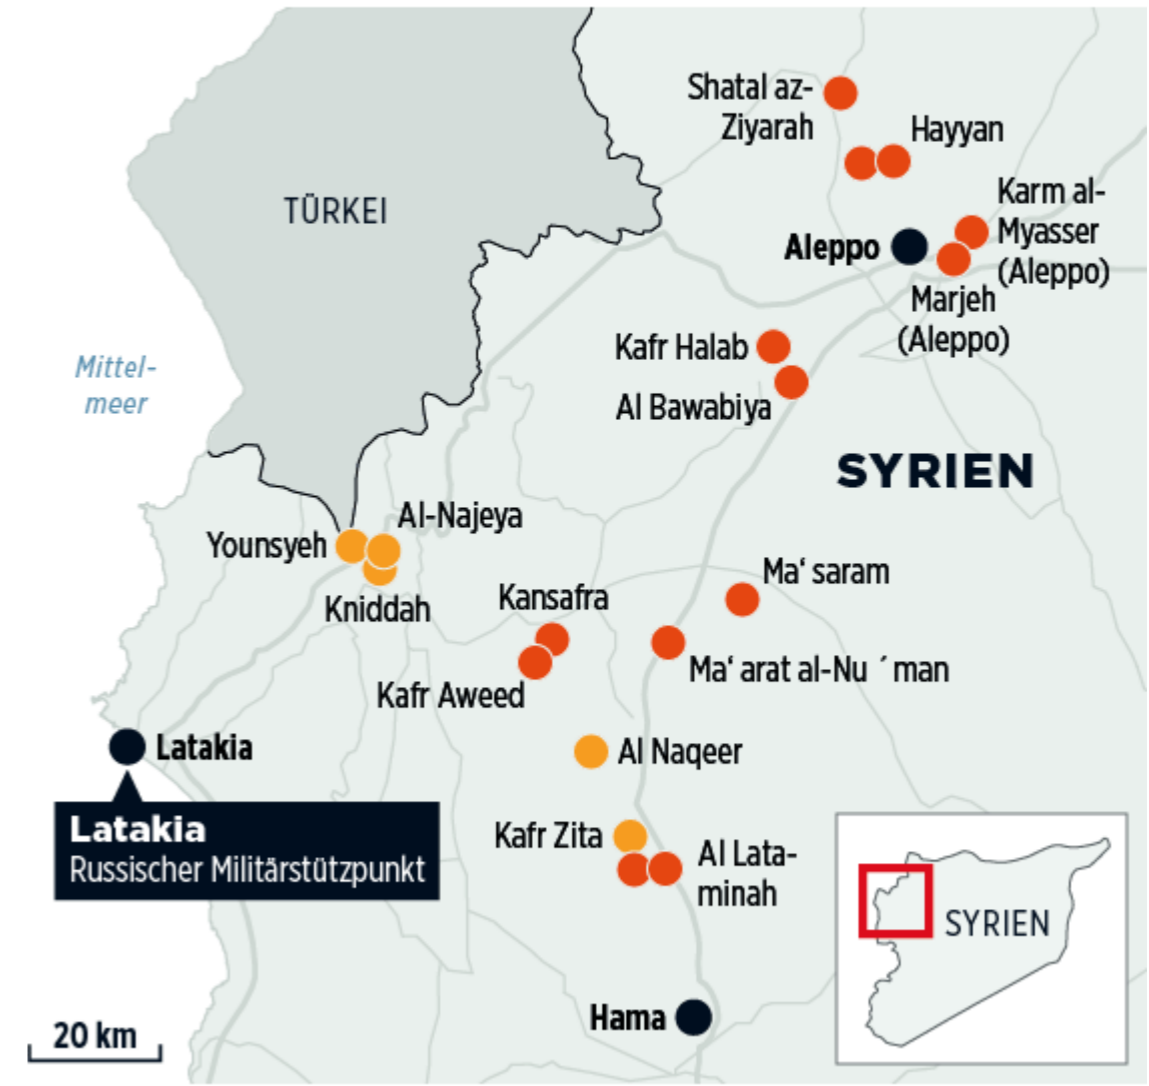 Shatal az-
Ziyarah
Hayyan
TÜRKEI
Karm al-
Myasser
(Aleppo)
Aleppo
Marjeh
(Aleppo)
Kafr Halab
Mittel-
meer
Al Bawabiya
SYRIEN
Al-Najeya
Younsyeh
Kniddah
Kansafra
Ma‘ saram
Ma‘ arat al-Nu ´man
Kafr Aweed
Latakia
Al Naqeer
Latakia
Russischer Militärstützpunkt
Kafr Zita
Al Lata-
minah
SYRIEN
Hama
20 km